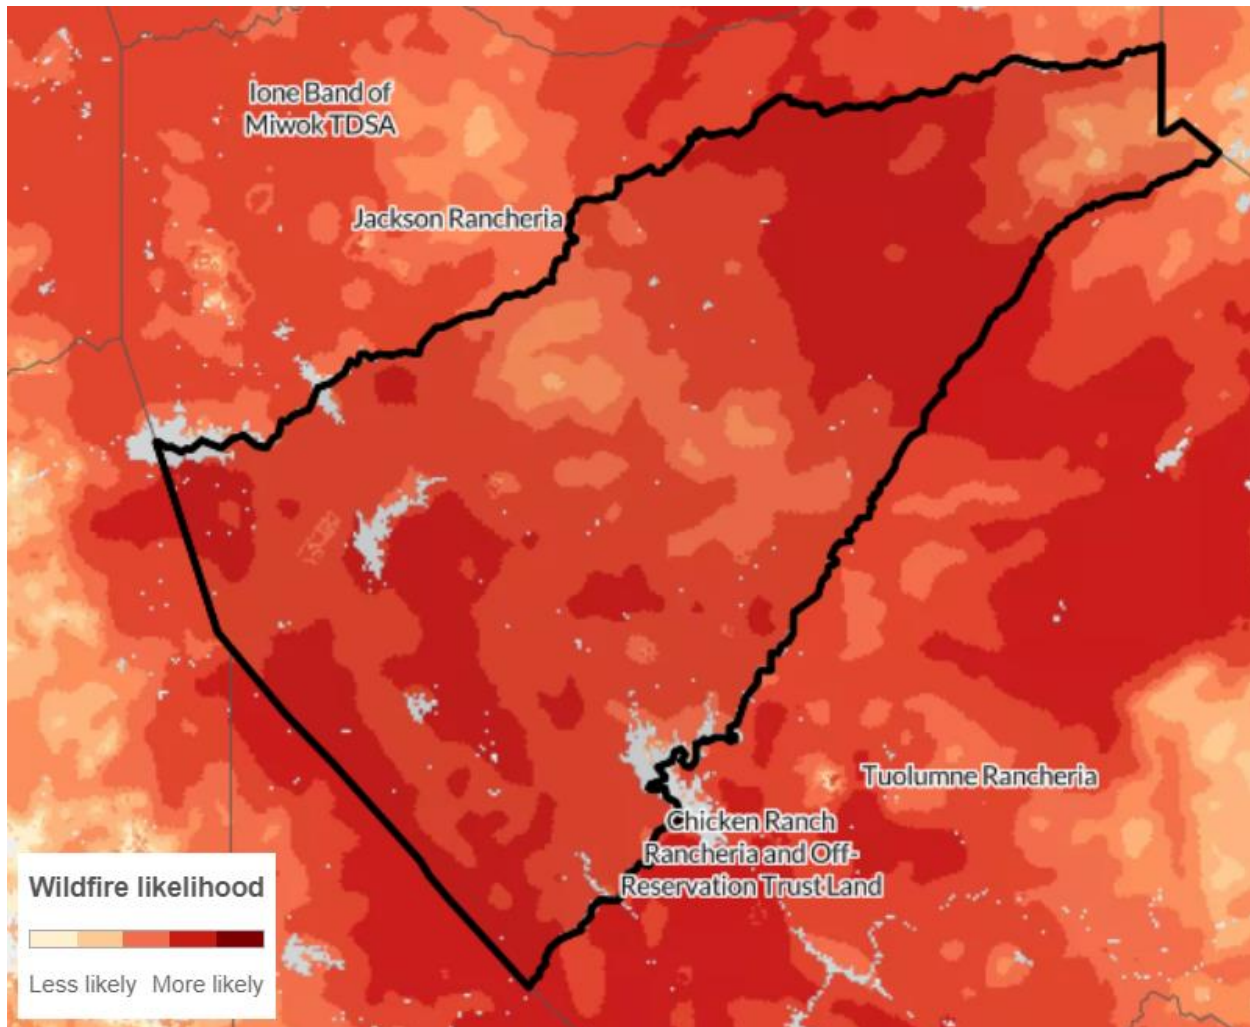 Ione Band of
Miwok TDSA
Jackson Rancheria
Tuolumne Rancheria
Chicken Ranch
Rancheria and Off-
Reservation Trust Land
Wildfire likelihood
Less likely More likely